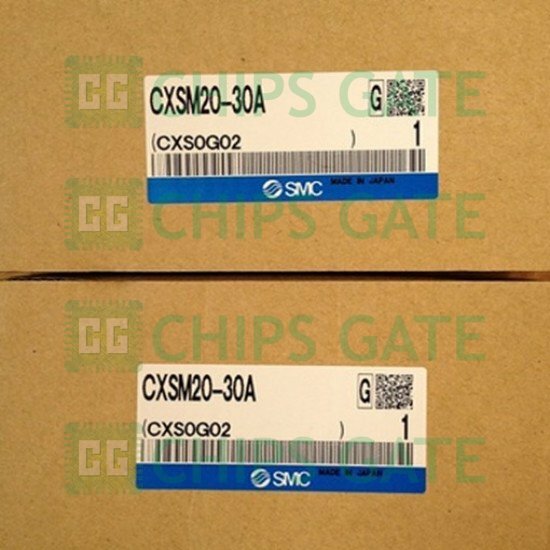 CG CHIPS GATE
CXSM20-30A
G
(CXS0G02 )
1
SMC
MADE IN JAPAN
CG CHIPS GATE
CG CHIPS GATE
CXSM20-30A
G
(CXS0G02 )
1
SMC
MADE IN JAPAN
CG CHIPS GATE